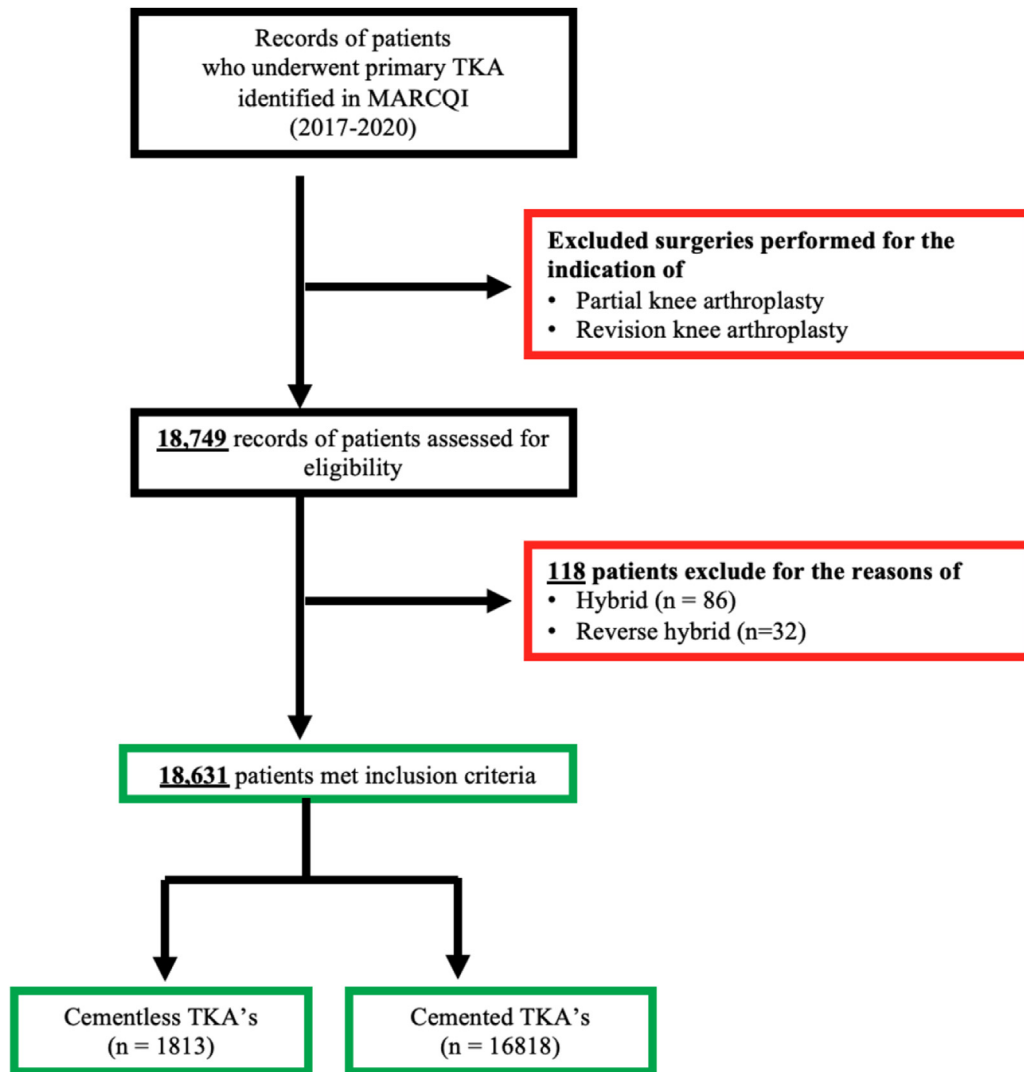 Records of patients
who underwent primary TKA
identified in MARCQI
(2017-2020)
Excluded surgeries performed for the
indication of
• Partial knee arthroplasty
• Revision knee arthroplasty
18,749 records of patients assessed for
eligibility
118 patients exclude for the reasons of
• Hybrid (n = 86)
• Reverse hybrid (n=32)
18,631 patients met inclusion criteria
Cementless TKA's
(n = 1813)
Cemented TKA's
(n = 16818)